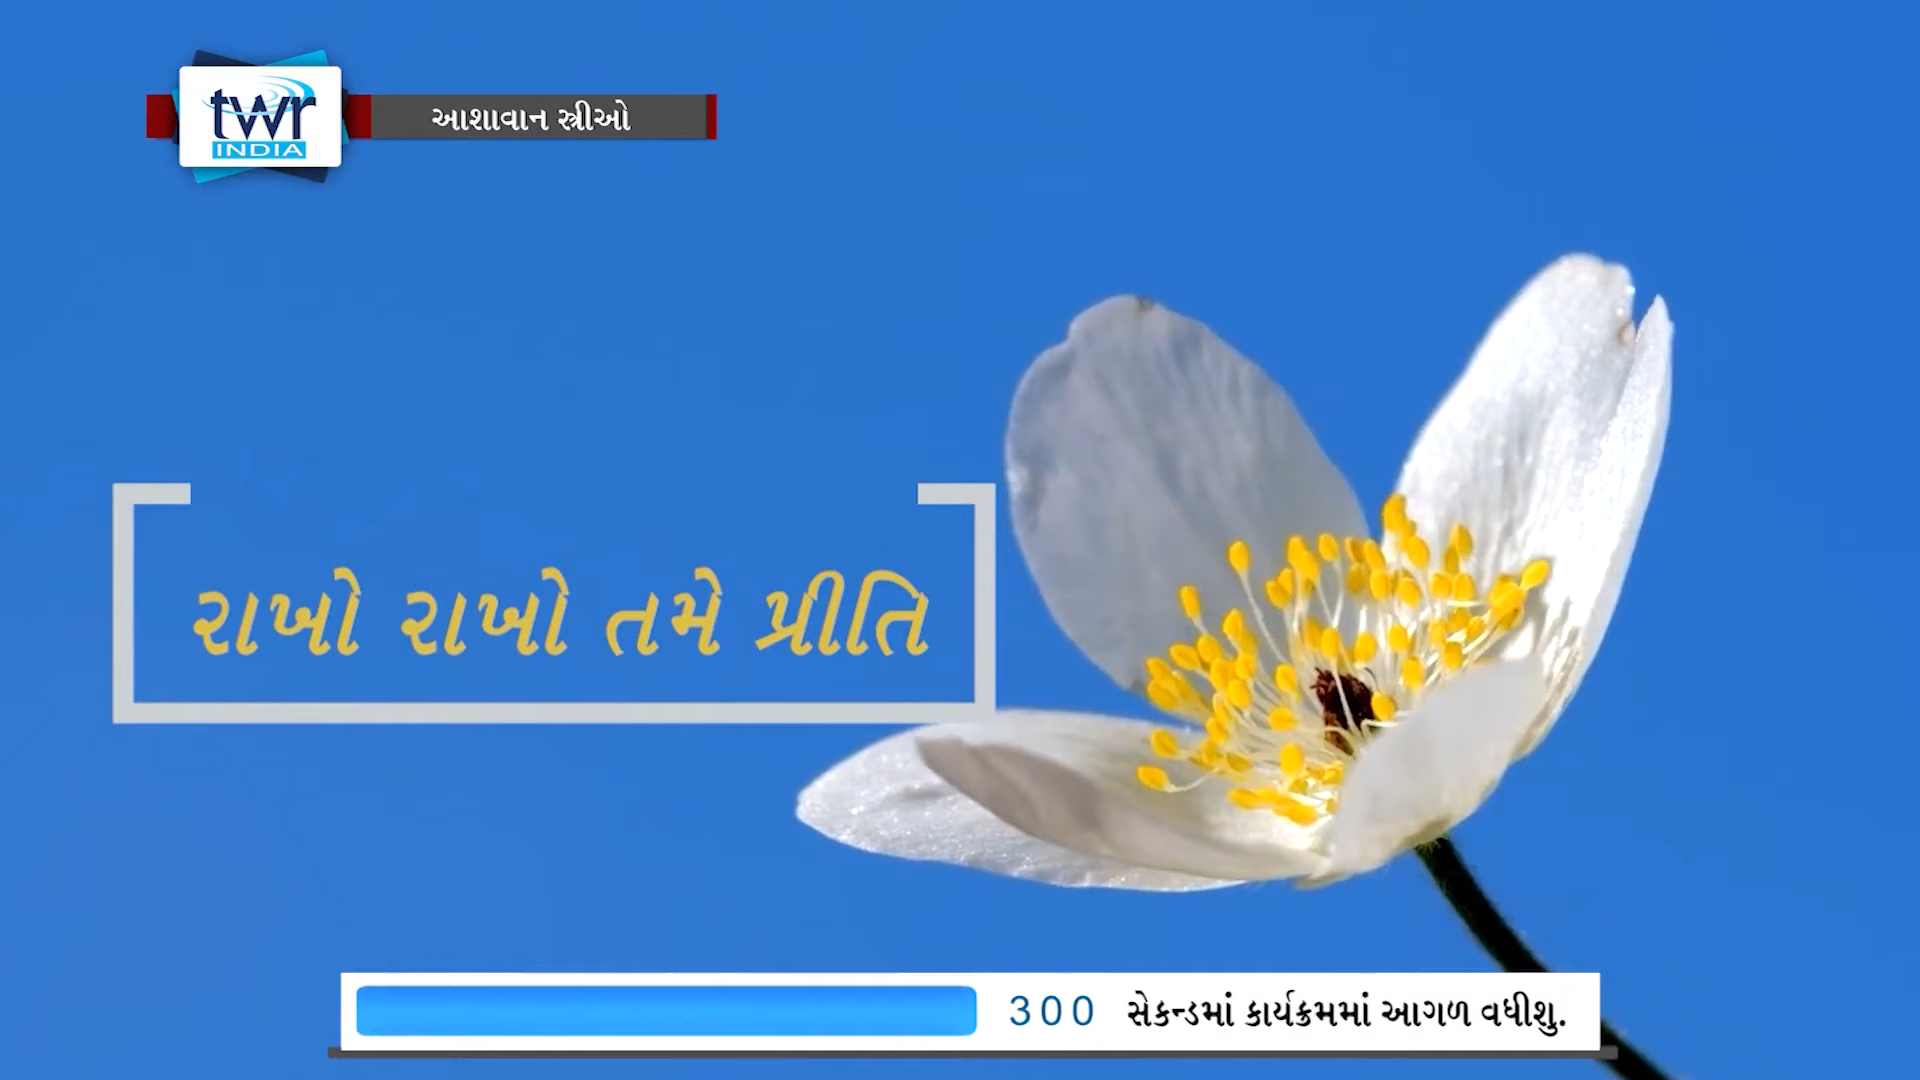 twr
INDIA
આશાવાન સ્ત્રીઓ
રાખો રાખો તમે પ્રીતિ
300 સેકન્ડમાં કાર્યક્રમમાં આગળ વધીશુ.